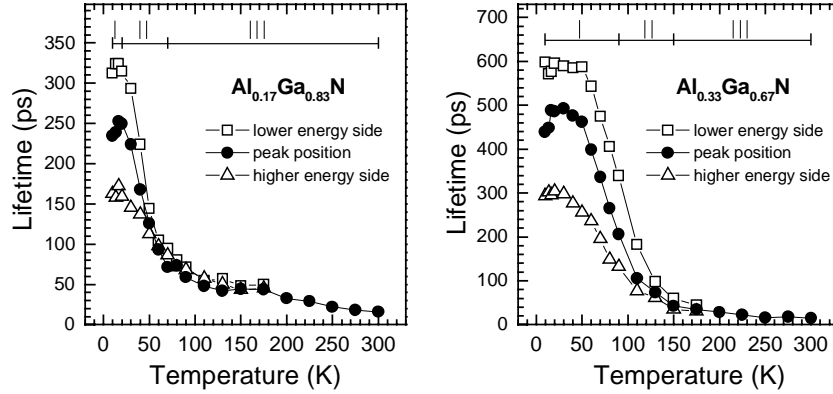 I II III
350
300
250
200
150
100
50
0
Lifetime (ps)
Al0.17Ga0.83N
lower energy side
peak position
higher energy side
0 50 100 150 200 250 300
Temperature (K)
I II III
700
600
500
400
300
200
100
0
Lifetime (ps)
Al0.33Ga0.67N
lower energy side
peak position
higher energy side
0 50 100 150 200 250 300
Temperature (K)